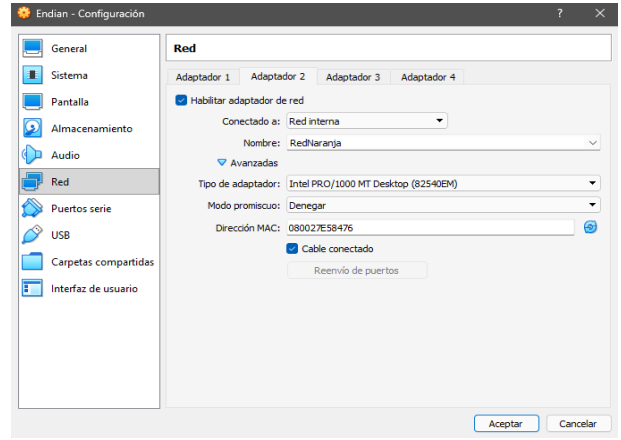 Endian - Configuración ? ×
General
Sistema
Pantalla
Almacenamiento
Audio
Red
Puertos serie
USB
Carpetas compartidas
Interfaz de usuario
Red
Adaptador 1 Adaptador 2 Adaptador 3 Adaptador 4
Habilitar adaptador de red
Conectado a: Red interna
Nombre: RedNaranja
Avanzadas
Tipo de adaptador: Intel PRO/1000 MT Desktop (82540EM)
Modo promiscuo: Denegar
Dirección MAC: 080027E58476
Cable conectado
Reenvío de puertos
Aceptar Cancelar